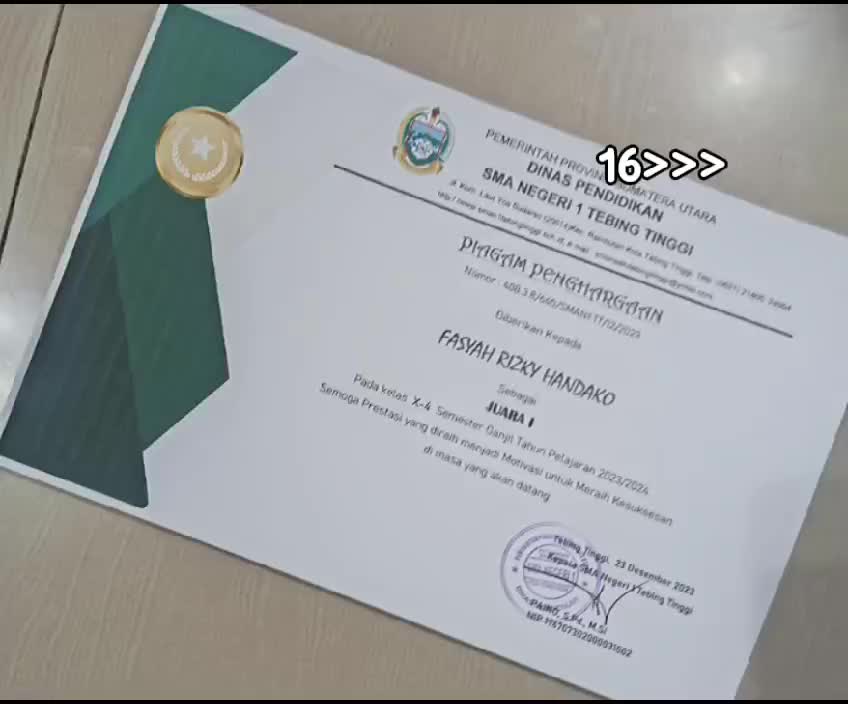 PEMERINTAH PROVINSI SUMATERA UTARA
16>>>
DINAS PENDIDIKAN
SMA NEGERI 1 TEBING TINGGI
PIAGAM PENGHARGAAN
Diberikan Kepada
FASYAH RIZKY HANDAKO
Sebagai
JUARA I
Pada kelas X-4 Semester Ganjil Tahun Pelajaran 2023/2024
Semoga Prestasi yang diraih menjadi Motivasi untuk Meraih Kesuksesan
di masa yang akan datang
Tebing Tinggi, 23 Desember 2023
Kepala SMA Negeri 1 Tebing Tinggi
PAINO, S.Pd, M.Si